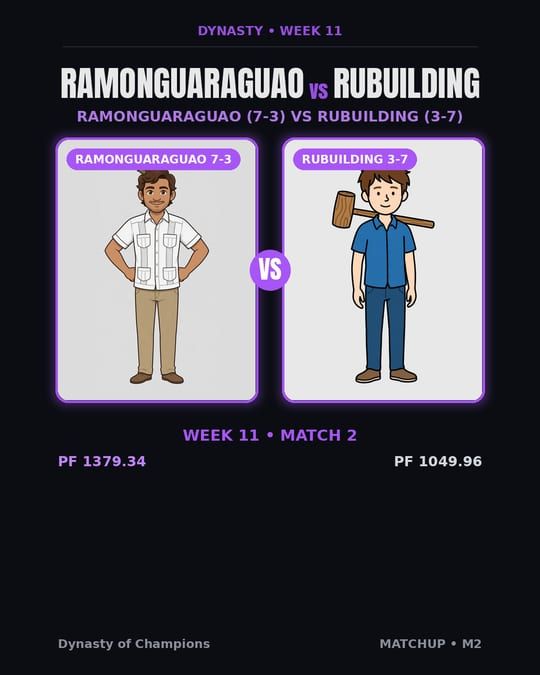 DYNASTY • WEEK 11
RAMONGUARAGUAO VS RUBUILDING
RAMONGUARAGUAO (7-3) VS RUBUILDING (3-7)
RAMONGUARAGUAO 7-3
RUBUILDING 3-7
VS
WEEK 11 • MATCH 2
PF 1379.34
PF 1049.96
Dynasty of Champions
MATCHUP • M2